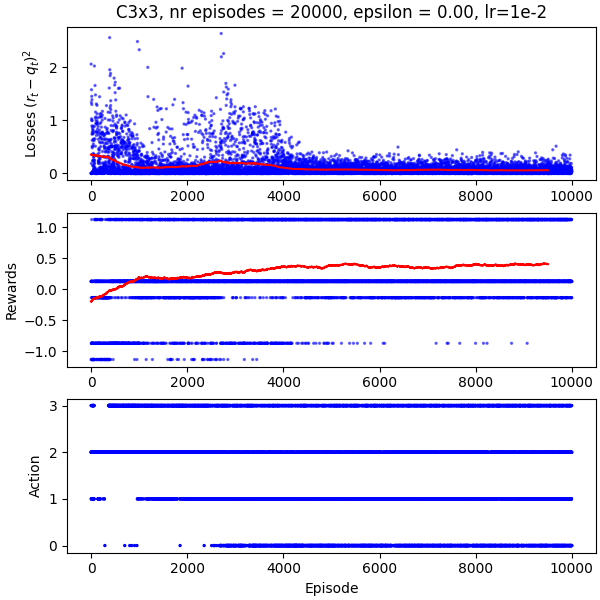 C3x3, nr episodes = 20000, epsilon = 0.00, lr=1e-2
Losses $(r_t - q_t)^2$
2
1
0
0 2000 4000 6000 8000 10000
Rewards
1.0
0.5
0.0
−0.5
−1.0
0 2000 4000 6000 8000 10000
Action
3
2
1
0
0 2000 4000 6000 8000 10000
Episode